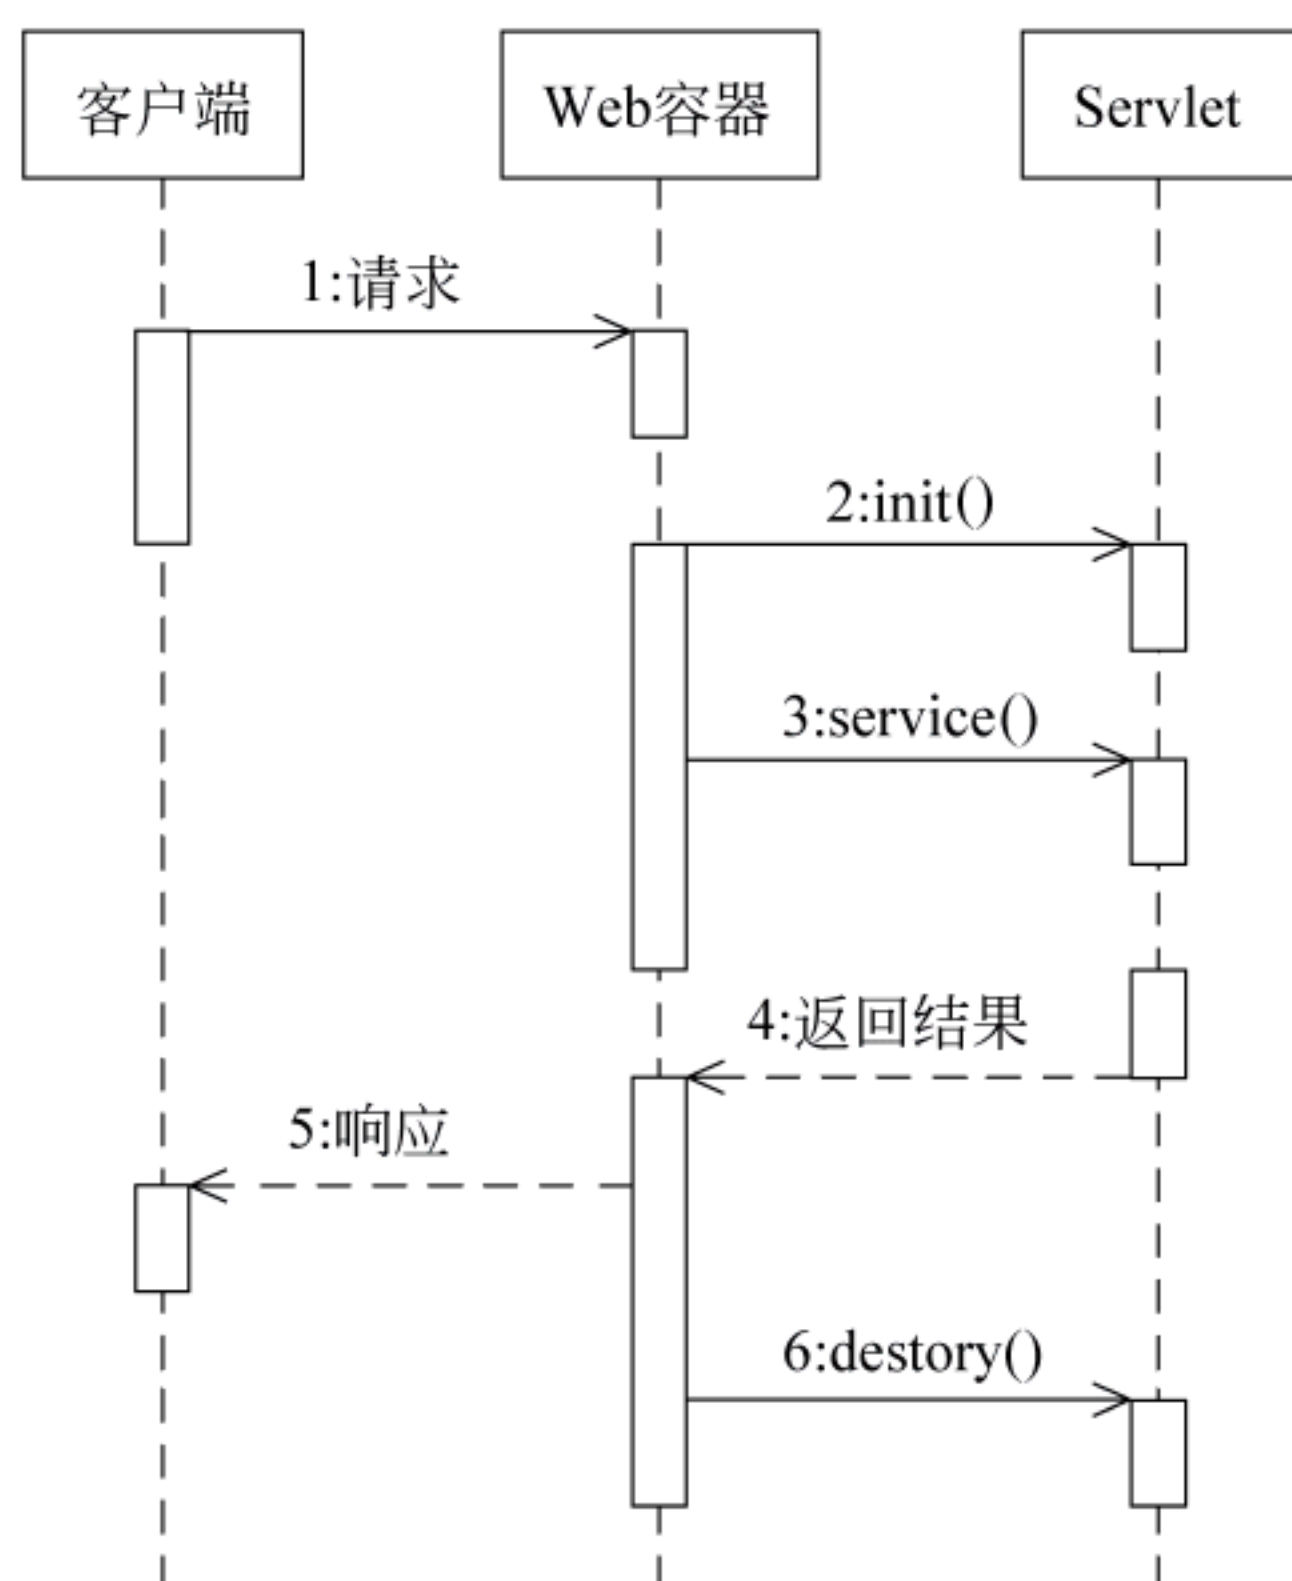 客户端
Web容器
Servlet
1:请求
2:init()
3:service()
4:返回结果
5:响应
6:destory()